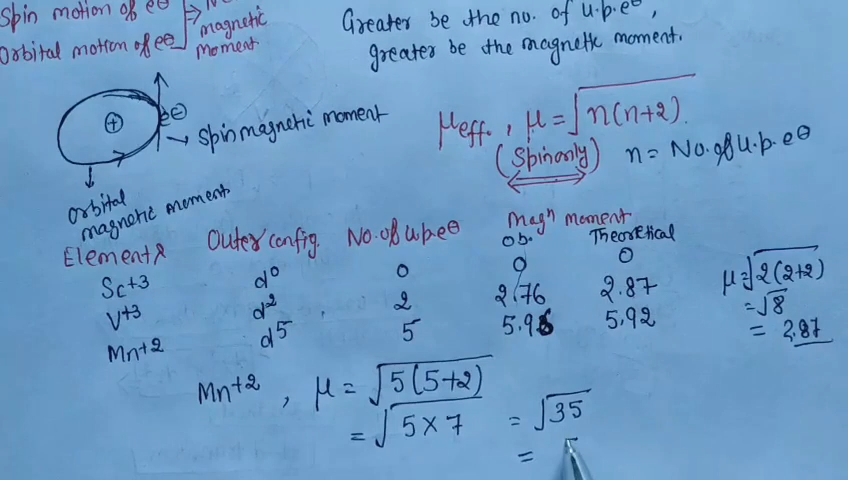 Spin motion of e⊖
Orbital motion of e⊖ ⇒ magnetic moment
Greater be the no. of u.p.e⊖,
greater be the magnetic moment.
⊕ ⊖
→ Spin magnetic moment
Orbital
magnetic moment
μeff. , μ = √n(n+2).
(Spin only) n = No. of u.p. e⊖
Elements Outer config. No. of u.p.e⊖ Mag^n moment
Ob. Theoretical
Sc+3 d⁰ 0 0 0
V+3 d² 2 2.76 2.87
Mn+2 d⁵ 5 5.96 5.92
μ = √2(2+2)
= √8
= 2.87
Mn+2 , μ = √5(5+2)
= √5×7 = √35
=